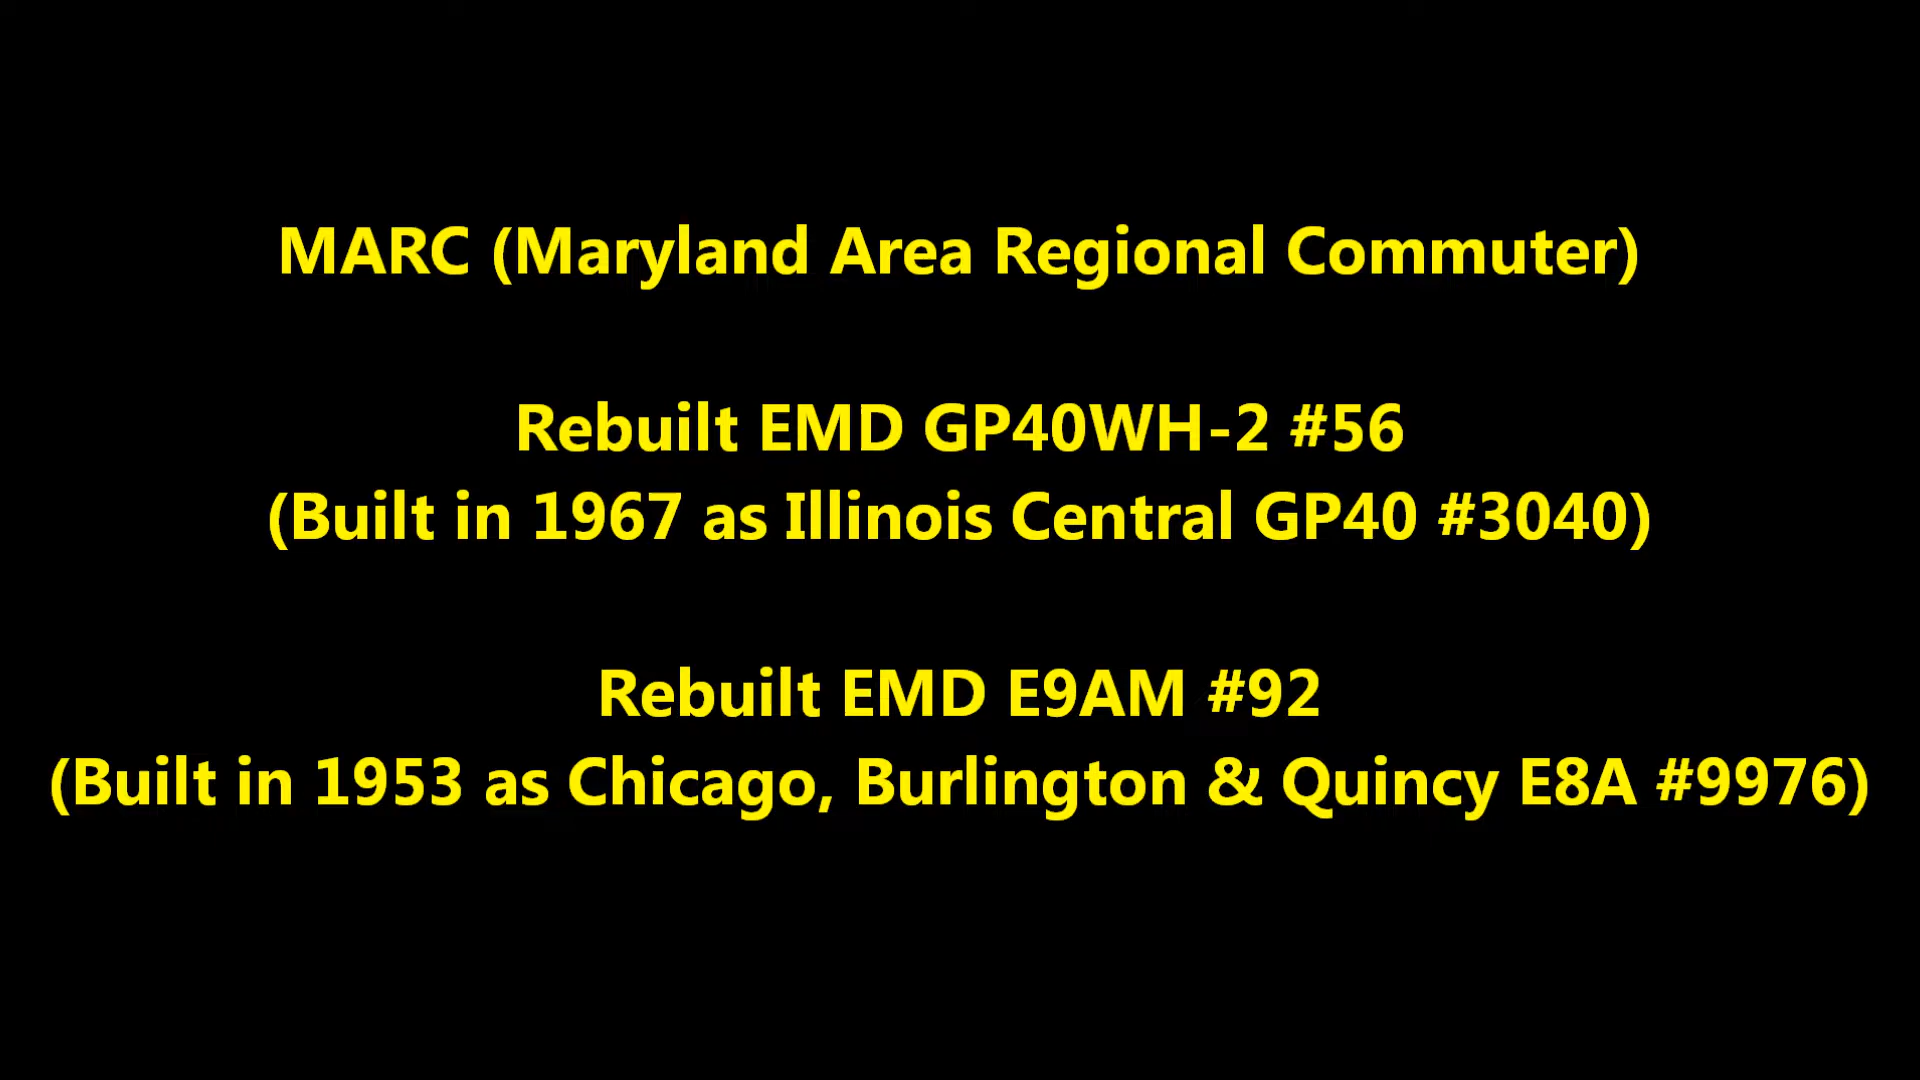 MARC (Maryland Area Regional Commuter)
Rebuilt EMD GP40WH-2 #56
(Built in 1967 as Illinois Central GP40 #3040)
Rebuilt EMD E9AM #92
(Built in 1953 as Chicago, Burlington & Quincy E8A #9976)